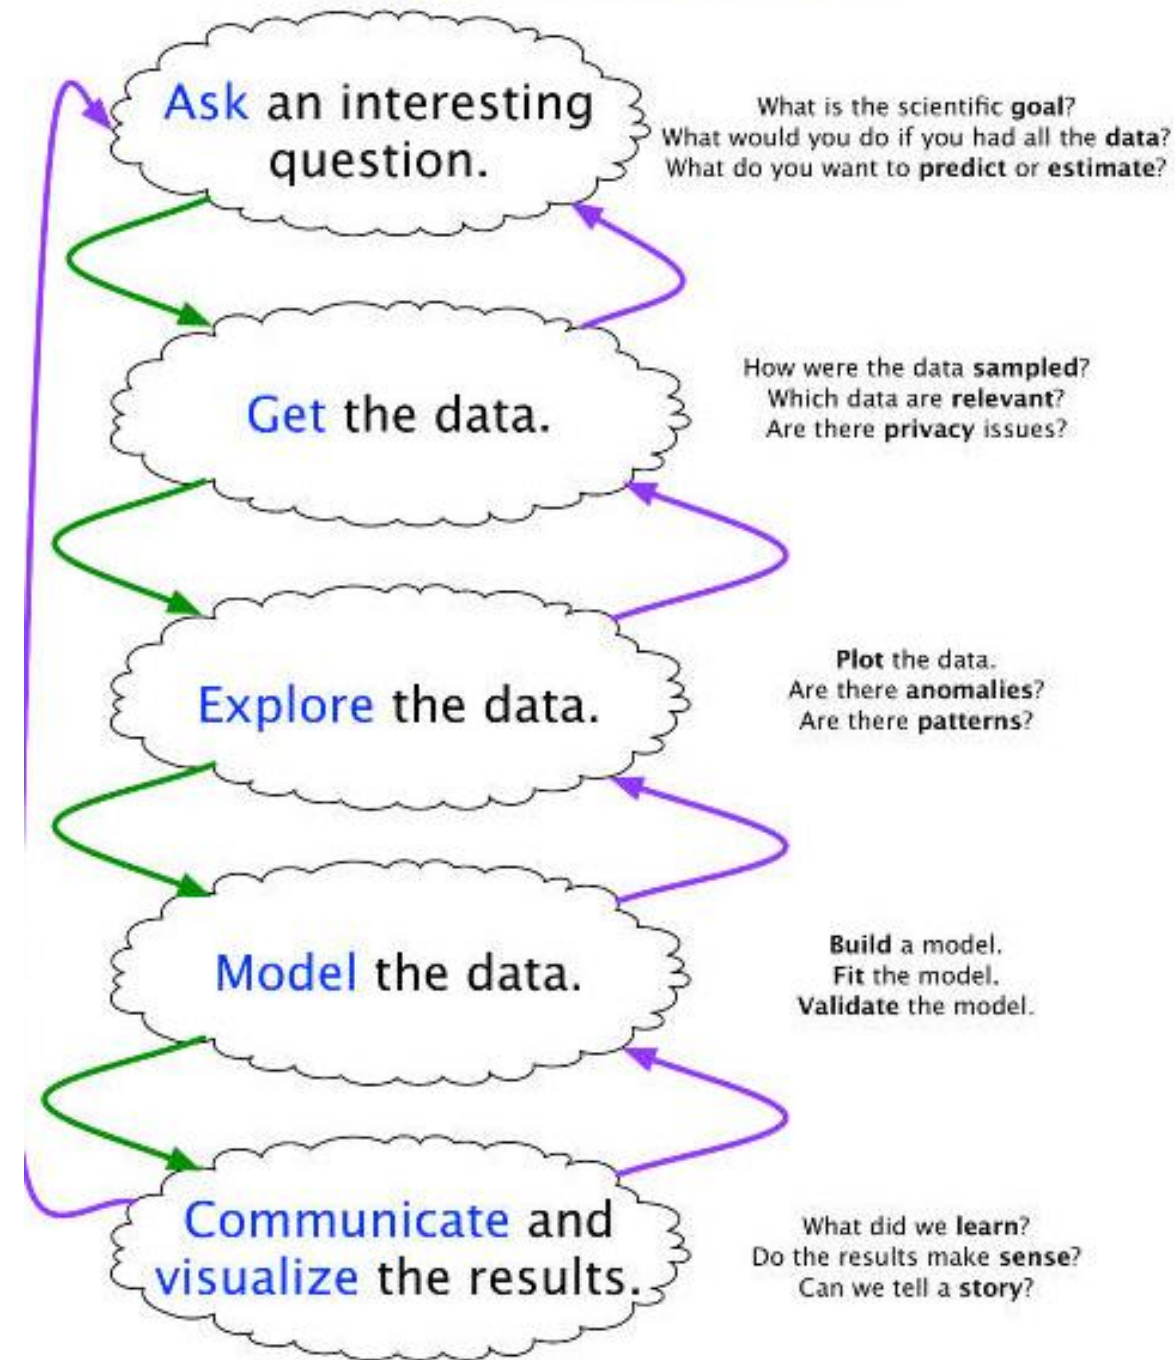 Ask an interesting
question.
What is the scientific goal?
What would you do if you had all the data?
What do you want to predict or estimate?
Get the data.
How were the data sampled?
Which data are relevant?
Are there privacy issues?
Explore the data.
Plot the data.
Are there anomalies?
Are there patterns?
Model the data.
Build a model.
Fit the model.
Validate the model.
Communicate and
visualize the results.
What did we learn?
Do the results make sense?
Can we tell a story?